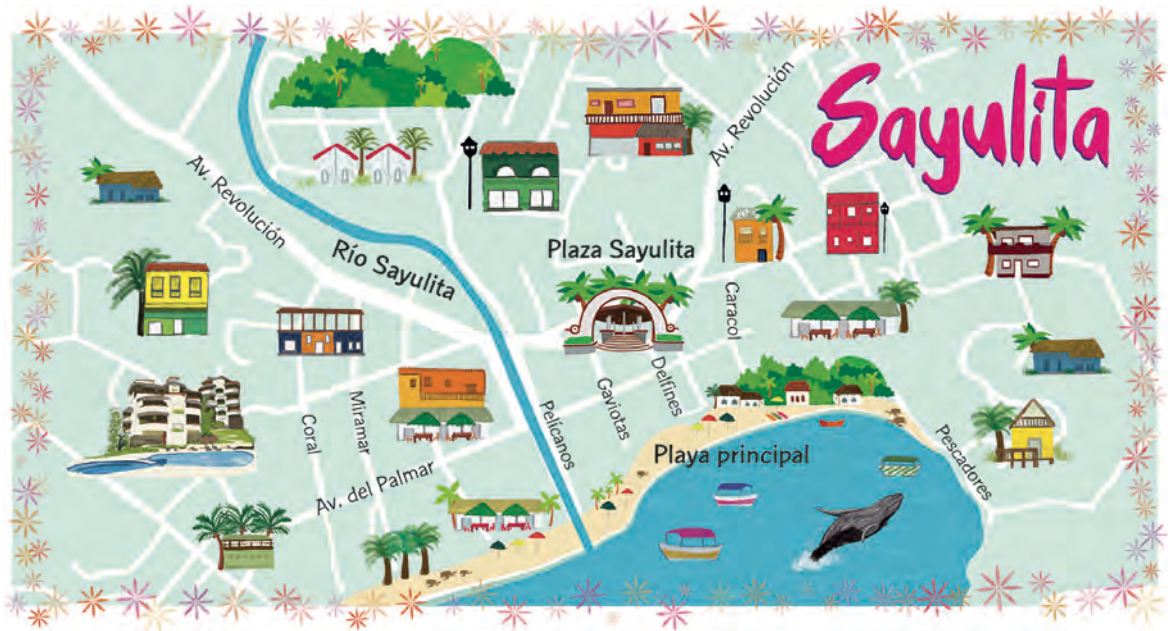 Sayulita
Av. Revolución
Av. Revolución
Río Sayulita
Plaza Sayulita
Caracol
Delfines
Gaviotas
Miramar
Coral
Pelícanos
Pescadores
Playa principal
Av. del Palmar